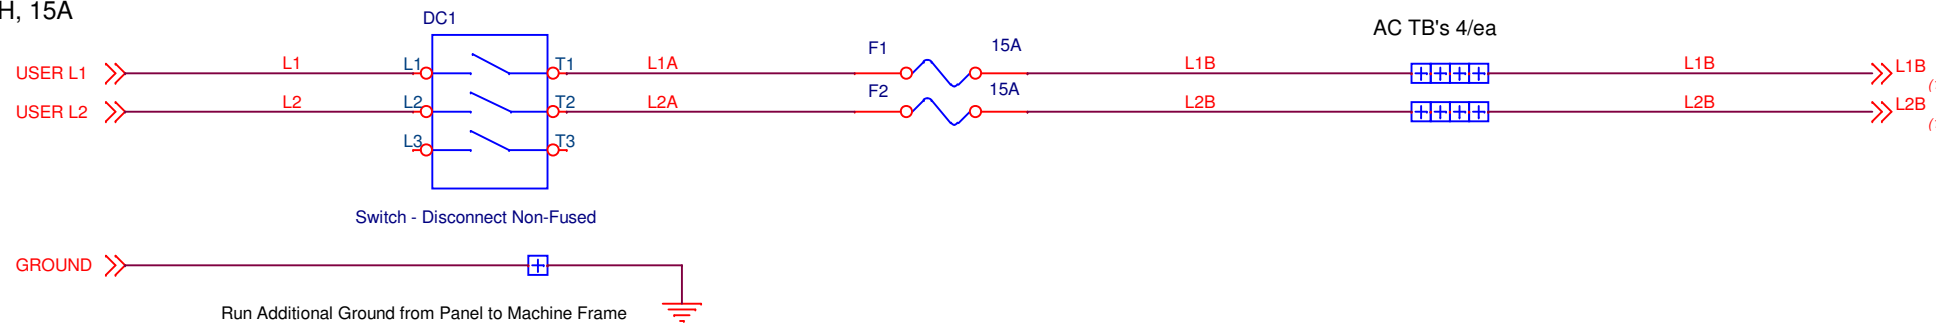 H, 15A
DC1
AC TB's 4/ea
F1 15A
USER L1 L1 L1 T1 L1A L1B L1B L1B
F2 15A
USER L2 L2 L2 T2 L2A L2B L2B L2B
L3 T3
Switch - Disconnect Non-Fused
GROUND
Run Additional Ground from Panel to Machine Frame